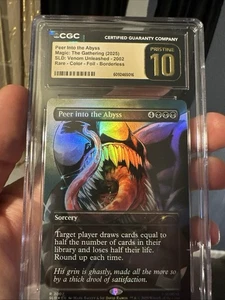 CGC
CERTIFIED GUARANTY COMPANY
Peer Into the Abyss
Magic: The Gathering (2025)
SLD: Venom Unleashed - 2002
Rare - Color - Foil - Borderless
PRISTINE
10
Peer into the Abyss
4
Sorcery
Target player draws cards equal to
half the number of cards in their
library and loses half their life.
Round up each time.
His grin is ghastly, made all the more so
by a thick drool of satisfaction.